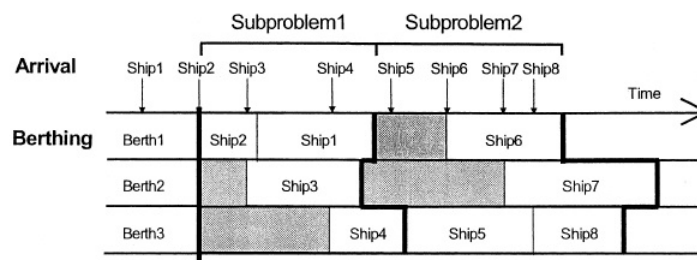 Subproblem1 Subproblem2
Arrival Ship1 Ship2 Ship3 Ship4 Ship5 Ship6 Ship7 Ship8
Time
Berthing Berth1 Ship2 Ship1 Ship6
Berth2 Ship3 Ship7
Berth3 Ship4 Ship5 Ship8